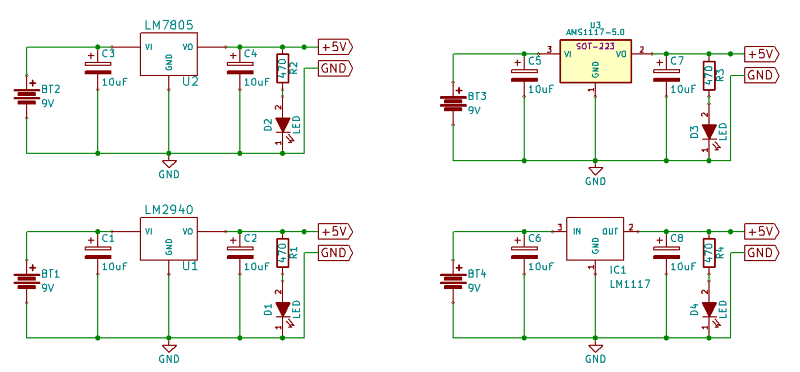 LM7805
C3
VI
VO
GND
10uF
U2
C4
10uF
470
R2
+5V
GND
BT2
9V
D2
2
1
LED
GND
U3
AMS1117-5.0
SOT-223
3
VI
VO
2
GND
1
C5
10uF
C7
10uF
470
R3
+5V
GND
BT3
9V
D3
2
1
LED
GND
LM2940
C1
VI
VO
GND
10uF
U1
C2
10uF
470
R1
+5V
GND
BT1
9V
D1
2
1
LED
GND
C6
10uF
3
IN
OUT
2
GND
1
IC1
LM1117
C8
10uF
470
R4
+5V
GND
BT4
9V
D4
2
1
LED
GND